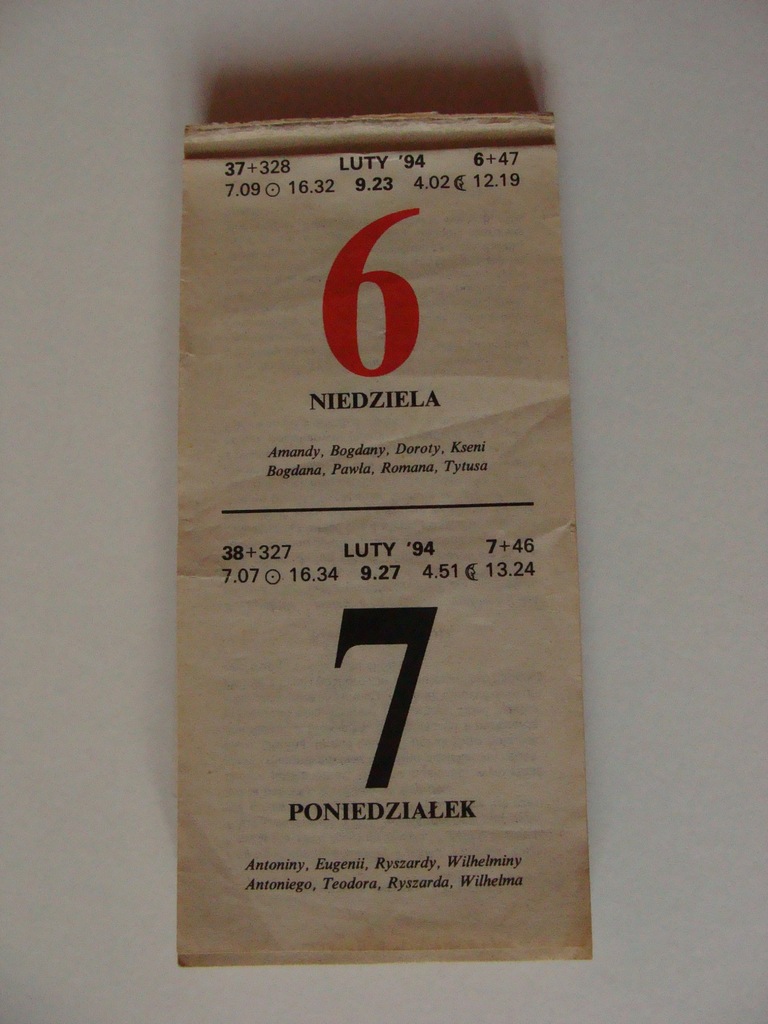 37+328 LUTY '94 6+47
7.09 ☉ 16.32 9.23 4.02 ☾ 12.19
6
NIEDZIELA
Amandy, Bogdany, Doroty, Kseni
Bogdana, Pawła, Romana, Tytusa
38+327 LUTY '94 7+46
7.07 ☉ 16.34 9.27 4.51 ☾ 13.24
7
PONIEDZIAŁEK
Antoniny, Eugenii, Ryszardy, Wilhelminy
Antoniego, Teodora, Ryszarda, Wilhelma